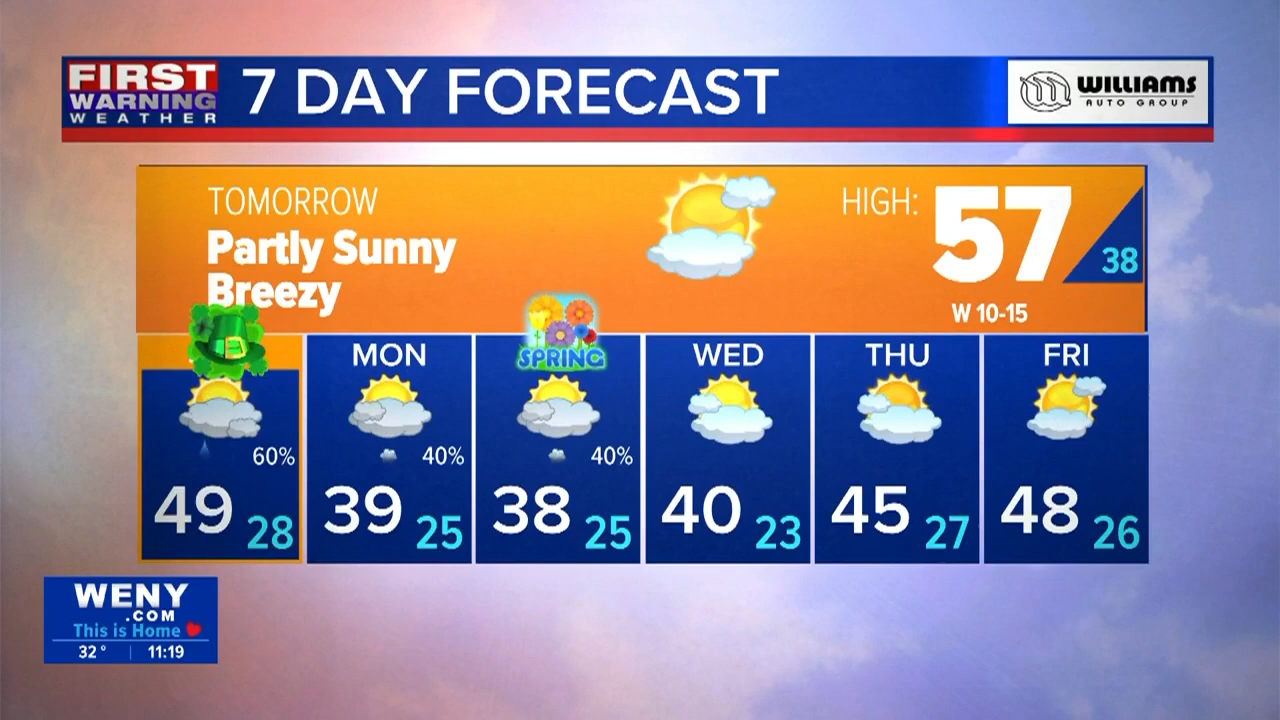 FIRST
WARNING
WEATHER
7 DAY FORECAST
WILLIAMS
AUTO GROUP
TOMORROW
Partly Sunny
Breezy
HIGH:
57
38
W 10-15
60%
49
28
MON
40%
39
25
SPRING
40%
38
25
WED
40
23
THU
45
27
FRI
48
26
WENY
.COM
This is Home
32° | 11:19